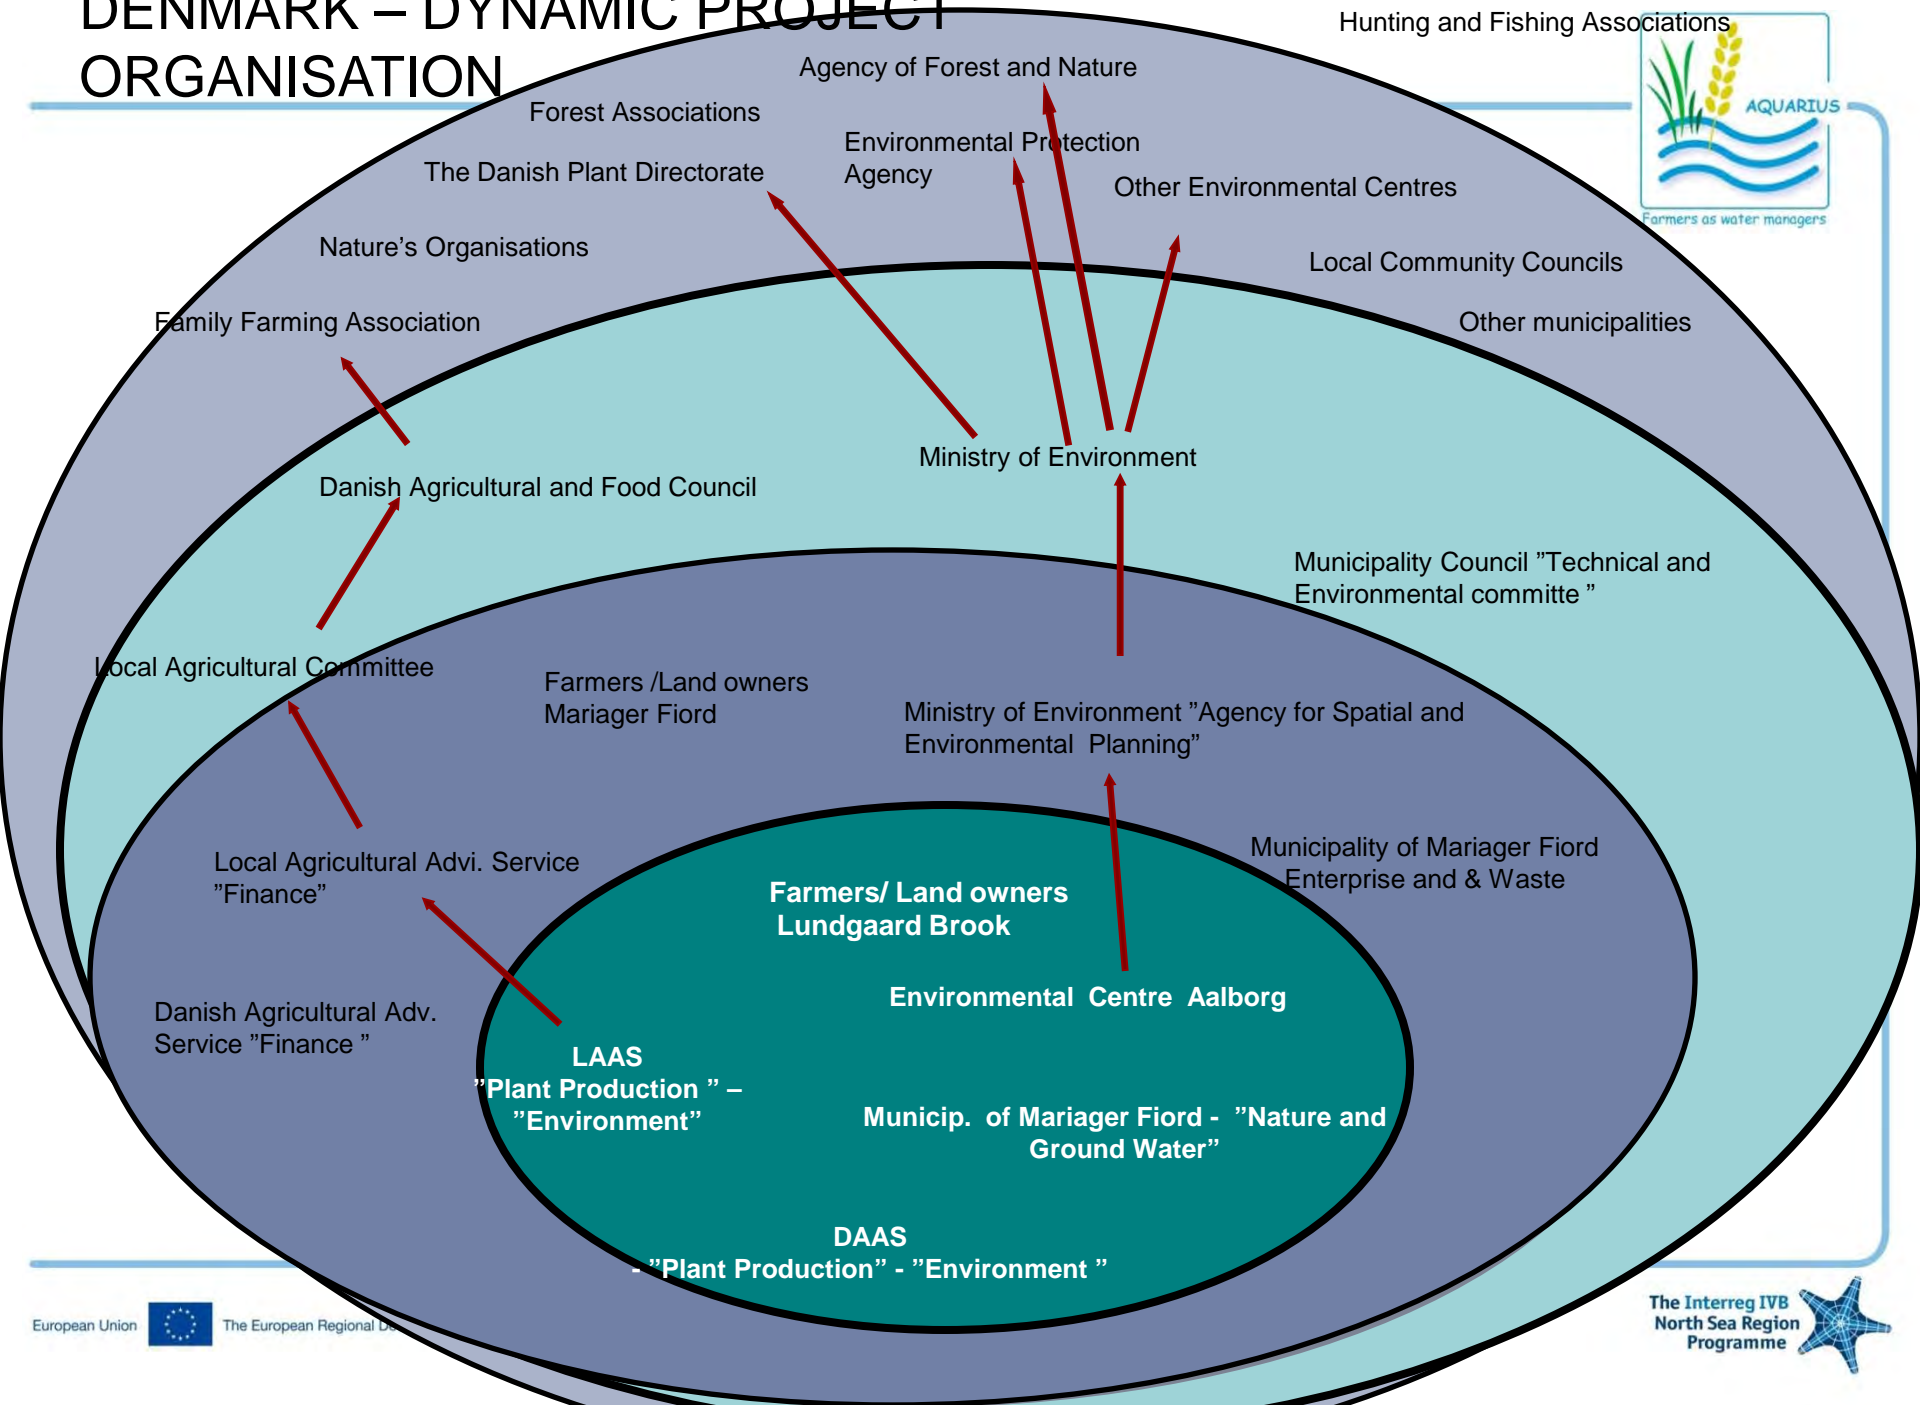 DENMARK – DYNAMIC PROJECT
ORGANISATION
Hunting and Fishing Associations
Agency of Forest and Nature
Forest Associations
AQUARIUS
Environmental Protection
Agency
The Danish Plant Directorate
Other Environmental Centres
Farmers as water managers
Nature’s Organisations
Local Community Councils
Family Farming Association
Other municipalities
Ministry of Environment
Danish Agricultural and Food Council
Municipality Council ”Technical and
Environmental committe ”
Local Agricultural Committee
Farmers /Land owners
Mariager Fiord
Ministry of Environment ”Agency for Spatial and
Environmental Planning”
Local Agricultural Advi. Service
”Finance”
Municipality of Mariager Fiord
Enterprise and & Waste
Farmers/ Land owners
Lundgaard Brook
Environmental Centre Aalborg
Danish Agricultural Adv.
Service ”Finance ”
LAAS
”Plant Production ” –
”Environment”
Municip. of Mariager Fiord - ”Nature and
Ground Water”
DAAS
- ”Plant Production” - ”Environment ”
European Union
The European Regional
The Interreg IVB
North Sea Region
Programme